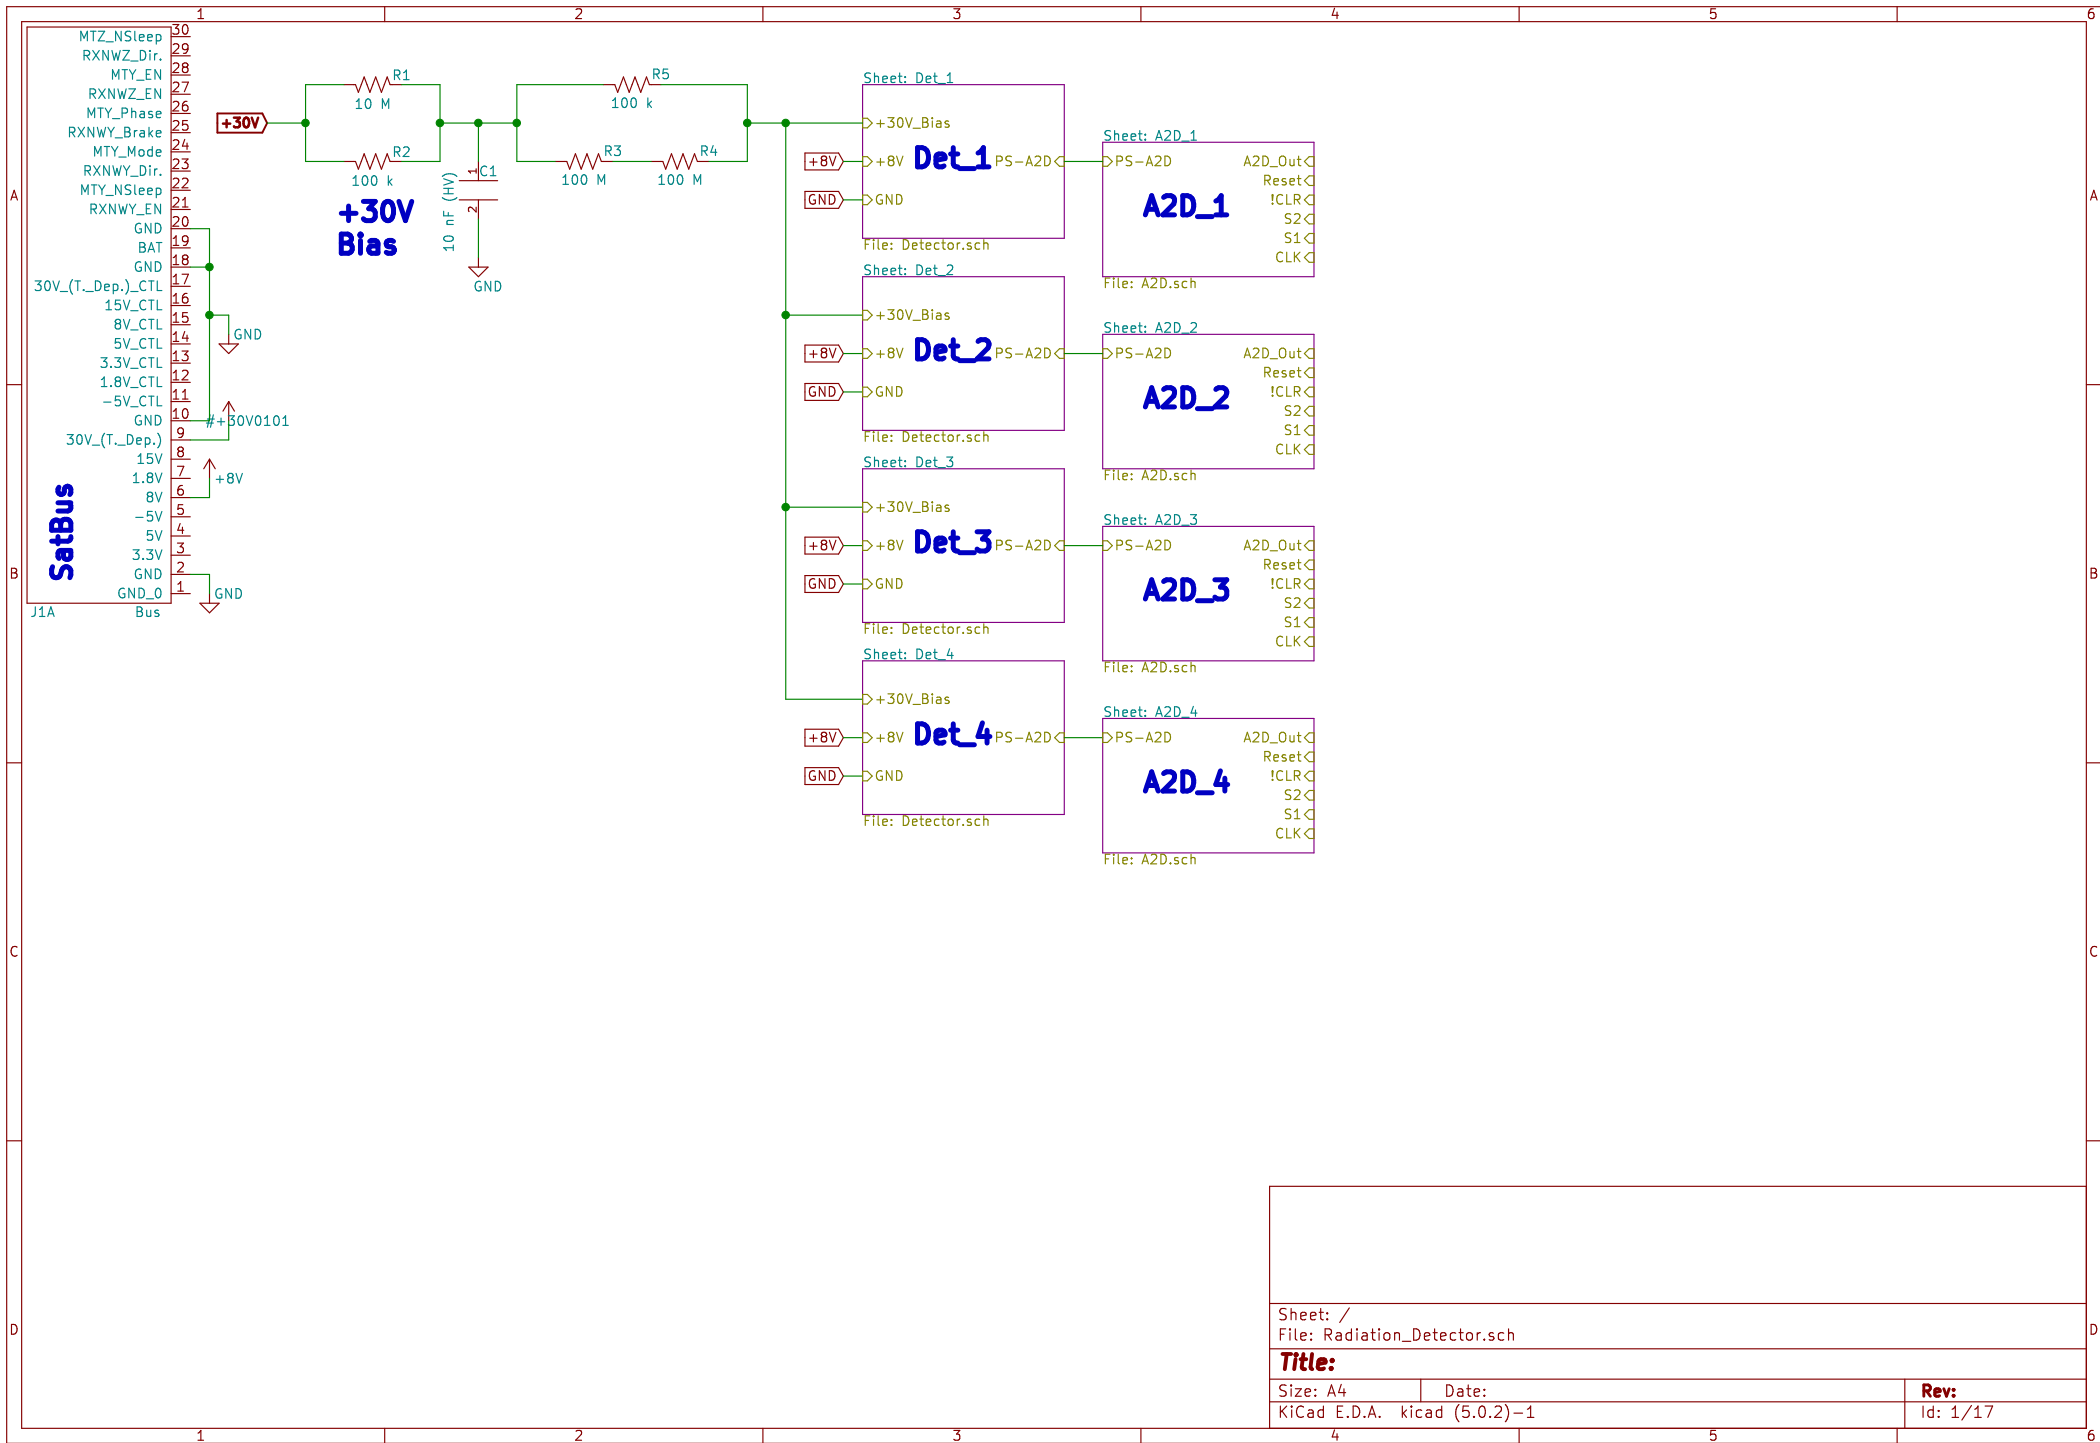 1 2 3 4 5 6
A
B
C
D
MTZ_NSleep 30
RXNWZ_Dir. 29
MTY_EN 28
RXNWZ_EN 27
MTY_Phase 26
RXNWY_Brake 25
MTY_Mode 24
RXNWY_Dir. 23
MTY_NSleep 22
RXNWY_EN 21
GND 20
BAT 19
GND 18
30V_(T._Dep.)_CTL 17
15V_CTL 16
8V_CTL 15
5V_CTL 14
3.3V_CTL 13
1.8V_CTL 12
-5V_CTL 11
GND 10
30V_(T._Dep.) 9
15V 8
1.8V 7
8V 6
-5V 5
5V 4
3.3V 3
GND 2
GND_0 1
SatBus
J1A Bus
GND
#+30V0101
+8V
GND
+30V
R1
10 M
R2
100 k
+30V
Bias
C1
1
2
10 nF (HV)
GND
R5
100 k
R3
100 M
R4
100 M
Sheet: Det_1
+30V_Bias
+8V +8V Det_1 PS-A2D
GND GND
File: Detector.sch
Sheet: A2D_1
PS-A2D A2D_Out
Reset
!CLR
A2D_1
S2
S1
CLK
File: A2D.sch
Sheet: Det_2
+30V_Bias
+8V +8V Det_2 PS-A2D
GND GND
File: Detector.sch
Sheet: A2D_2
PS-A2D A2D_Out
Reset
!CLR
A2D_2
S2
S1
CLK
File: A2D.sch
Sheet: Det_3
+30V_Bias
+8V +8V Det_3 PS-A2D
GND GND
File: Detector.sch
Sheet: A2D_3
PS-A2D A2D_Out
Reset
!CLR
A2D_3
S2
S1
CLK
File: A2D.sch
Sheet: Det_4
+30V_Bias
+8V +8V Det_4 PS-A2D
GND GND
File: Detector.sch
Sheet: A2D_4
PS-A2D A2D_Out
Reset
!CLR
A2D_4
S2
S1
CLK
File: A2D.sch
A
B
C
D
Sheet: /
File: Radiation_Detector.sch
Title:
Size: A4 Date: Rev:
KiCad E.D.A. kicad (5.0.2)-1 Id: 1/17
1 2 3 4 5 6